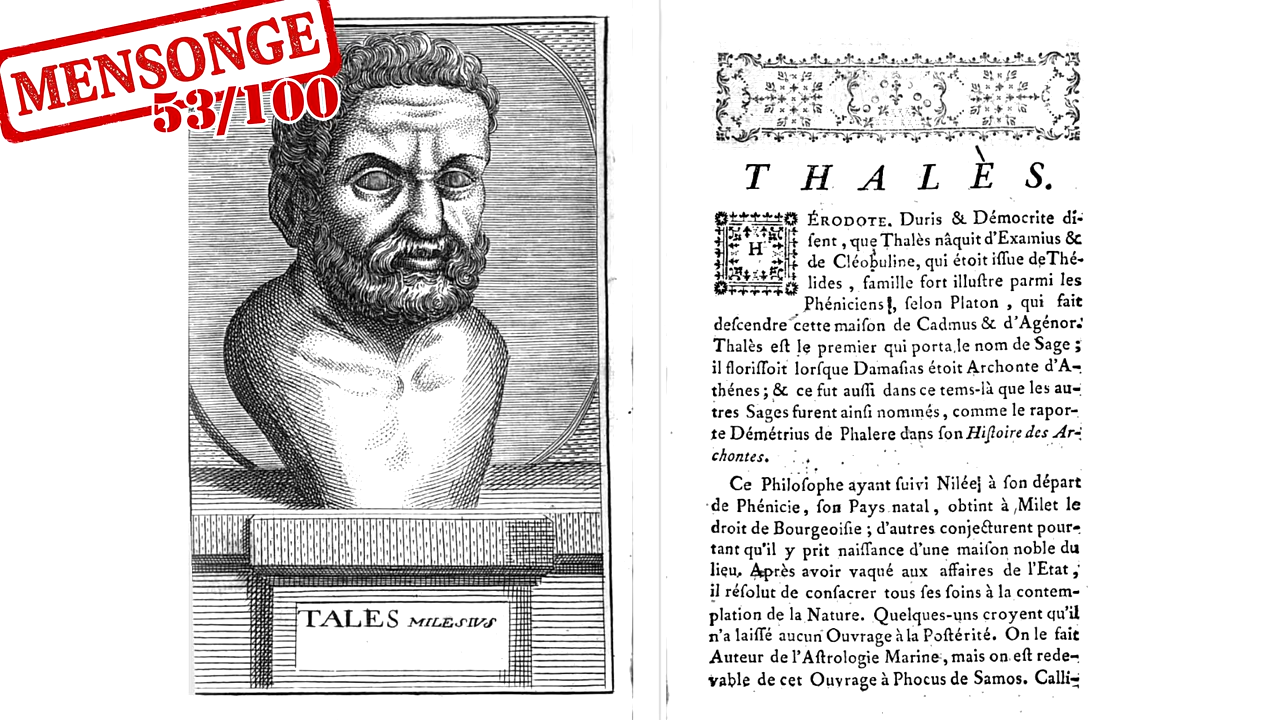 MENSONGE
53/100
TALES MILESIVS
THALÈS.
HÉRODOTE. Duris & Démocrite di-
ſent, que Thalès nâquit d'Examius &
de Cléobuline, qui étoit iſſue de Thé-
lides, famille fort illuſtre parmi les
Phéniciens, ſelon Platon, qui fait
deſcendre cette maiſon de Cadmus & d'Agénor.
Thalès eſt le premier qui porta le nom de Sage;
il floriſſoit lorſque Damaſias étoit Archonte d'A-
thénes; & ce fut auſſi dans ce tems-là que les au-
tres Sages furent ainſi nommés, comme le rapor-
te Démétrius de Phalere dans ſon Hiſtoire des Ar-
chontes.
Ce Philoſophe ayant ſuivi Nilée à ſon départ
de Phénicie, ſon Pays natal, obtint à Milet le
droit de Bourgeoiſie; d'autres conjecturent pour-
tant qu'il y prit naiſſance d'une maiſon noble du
lieu. Après avoir vaqué aux affaires de l'Etat,
il réſolut de conſacrer tous ſes ſoins à la contem-
plation de la Nature. Quelques-uns croyent qu'il
n'a laiſſé aucun Ouvrage à la Poſtérité. On le fait
Auteur de l'Aſtrologie Marine, mais on eſt rede-
vable de cet Ouvrage à Phocus de Samos. Calli-